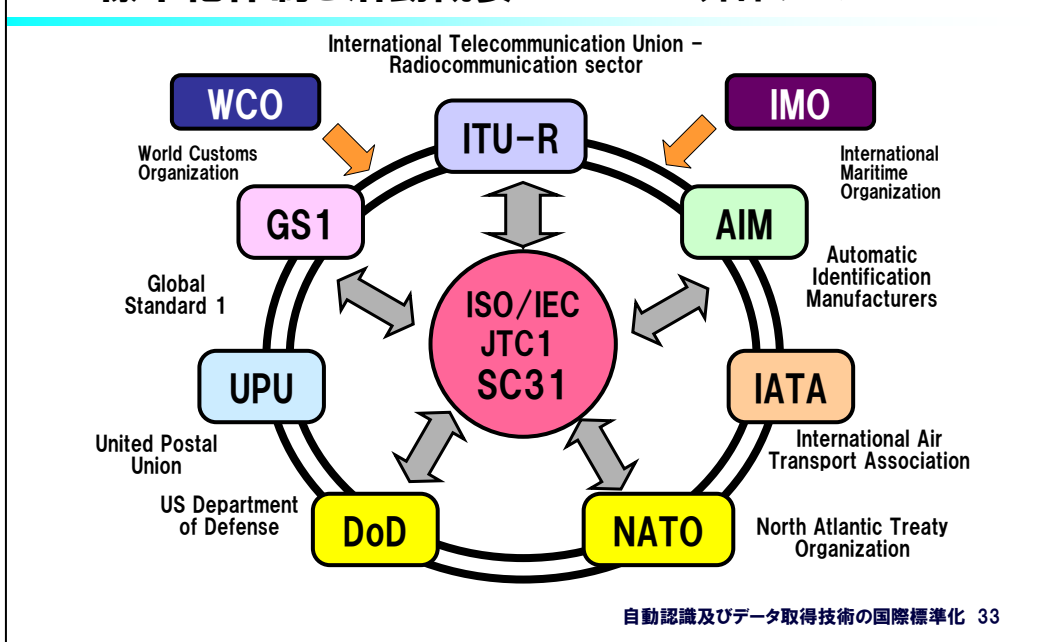 International Telecommunication Union -
Radiocommunication sector
WCO
IMO
ITU-R
World Customs
Organization
International
Maritime
Organization
GS1
AIM
Global
Standard 1
Automatic
Identification
Manufacturers
ISO/IEC
JTC1
SC31
UPU
IATA
United Postal
Union
International Air
Transport Association
US Department
of Defense
DoD
NATO
North Atlantic Treaty
Organization
自動認識及びデータ取得技術の国際標準化 33